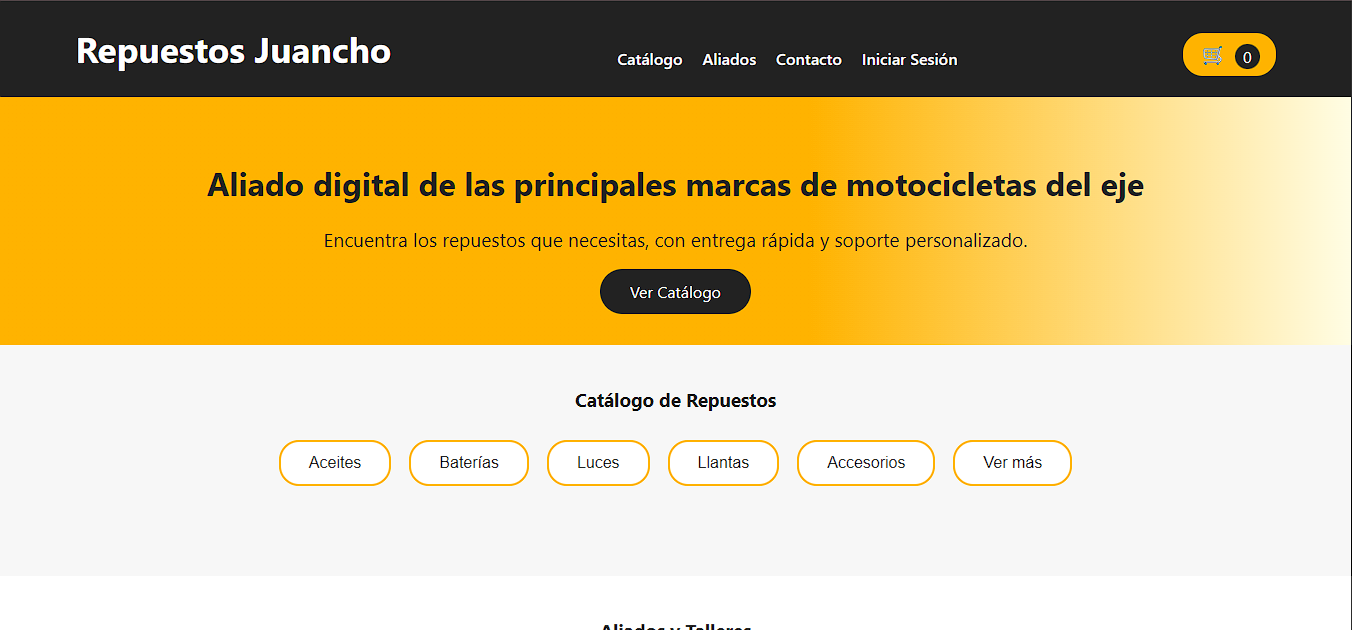 Repuestos Juancho
Catálogo Aliados Contacto Iniciar Sesión
0
Aliado digital de las principales marcas de motocicletas del eje
Encuentra los repuestos que necesitas, con entrega rápida y soporte personalizado.
Ver Catálogo
Catálogo de Repuestos
Aceites Baterías Luces Llantas Accesorios Ver más
Aliados y Talleres